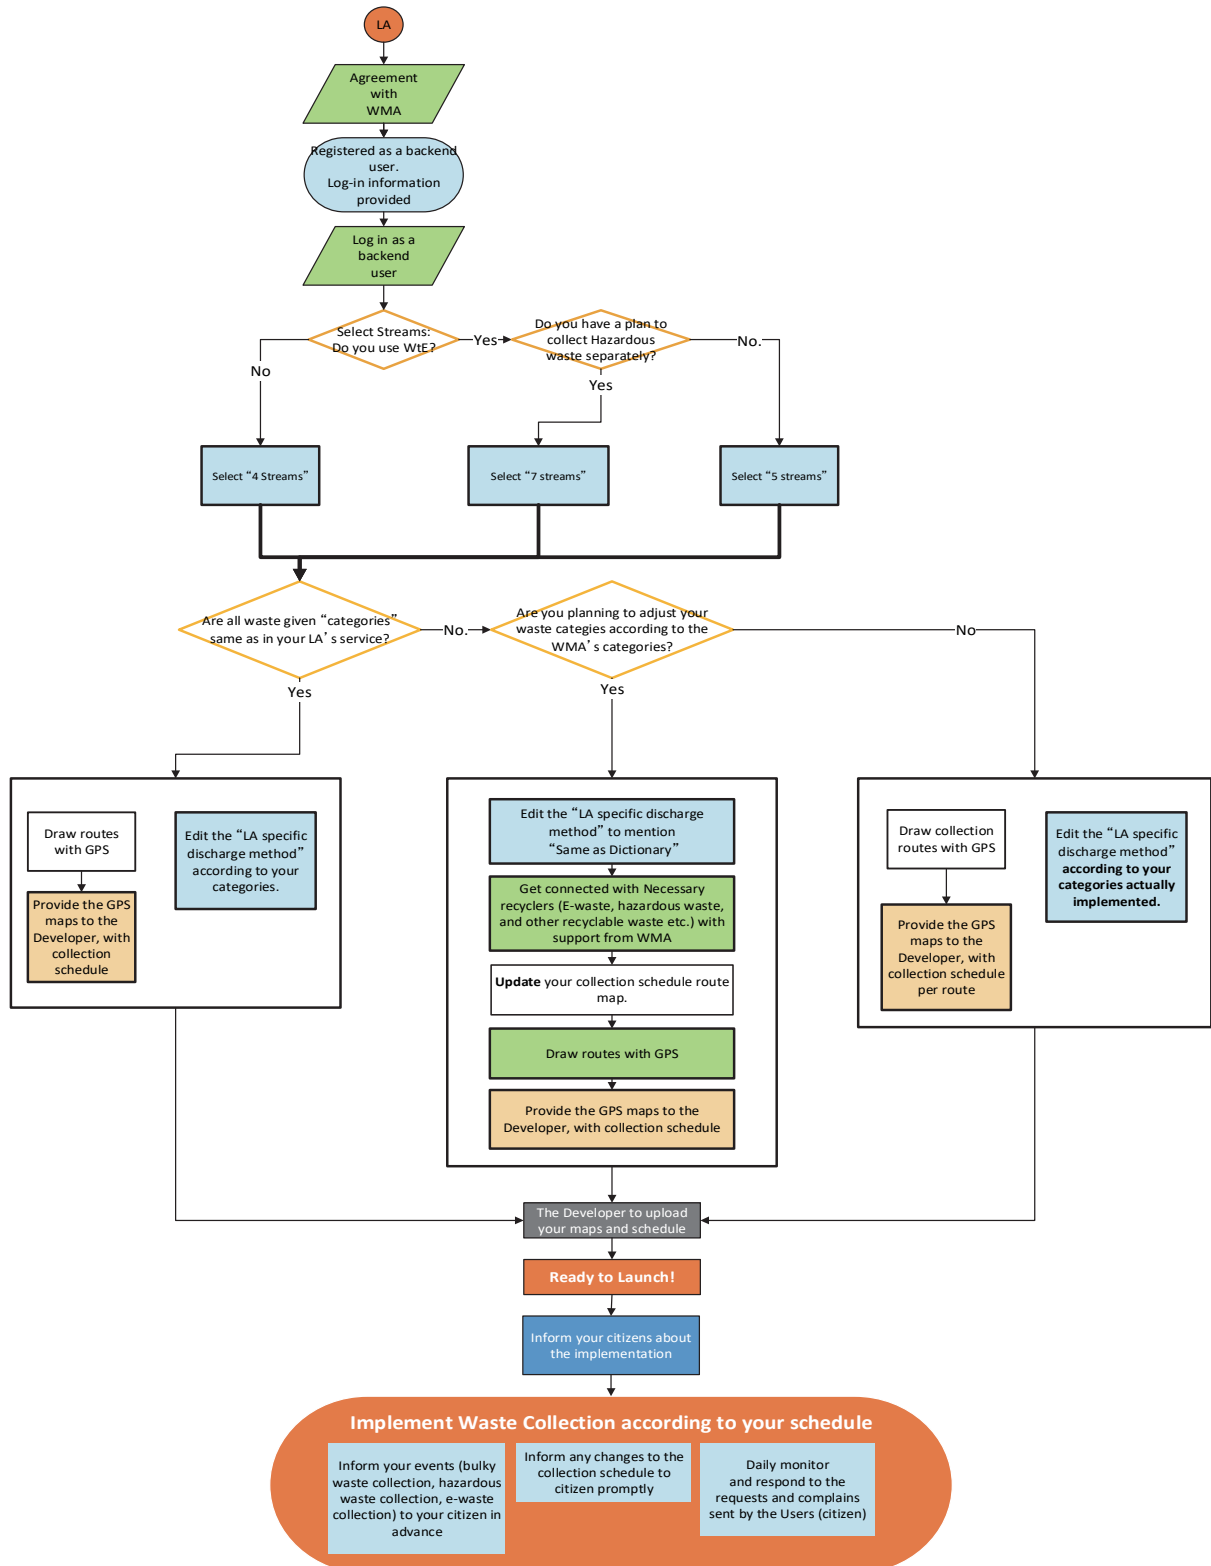 LA
Agreement
with
WMA
Registered as a backend
user.
Log-in information
provided
Log in as a
backend
user
Select Streams:
Do you use WtE?
Yes
Do you have a plan to
collect Hazardous
waste separately?
No.
No
Yes
Select “4 Streams”
Select “7 streams”
Select “5 streams”
Are all waste given “categories”
same as in your LA’s service?
No.
Are you planning to adjust your
waste categies according to the
WMA’s categories?
No
Yes
Yes
Draw routes
with GPS
Provide the GPS
maps to the
Developer, with
collection
schedule
Edit the “LA specific
discharge method”
according to your
categories.
Edit the “LA specific discharge
method” to mention
“Same as Dictionary”
Get connected with Necessary
recyclers (E-waste, hazardous waste,
and other recyclable waste etc.) with
support from WMA
Update your collection schedule route
map.
Draw routes with GPS
Provide the GPS maps to the
Developer, with collection schedule
Draw collection
routes with GPS
Provide the GPS
maps to the
Developer, with
collection schedule
per route
Edit the “LA specific
discharge method”
according to your
categories actually
implemented.
The Developer to upload
your maps and schedule
Ready to Launch!
Inform your citizens about
the implementation
Implement Waste Collection according to your schedule
Inform your events (bulky
waste collection, hazardous
waste collection, e-waste
collection) to your citizen in
advance
Inform any changes to the
collection schedule to
citizen promptly
Daily monitor
and respond to the
requests and complains
sent by the Users (citizen)